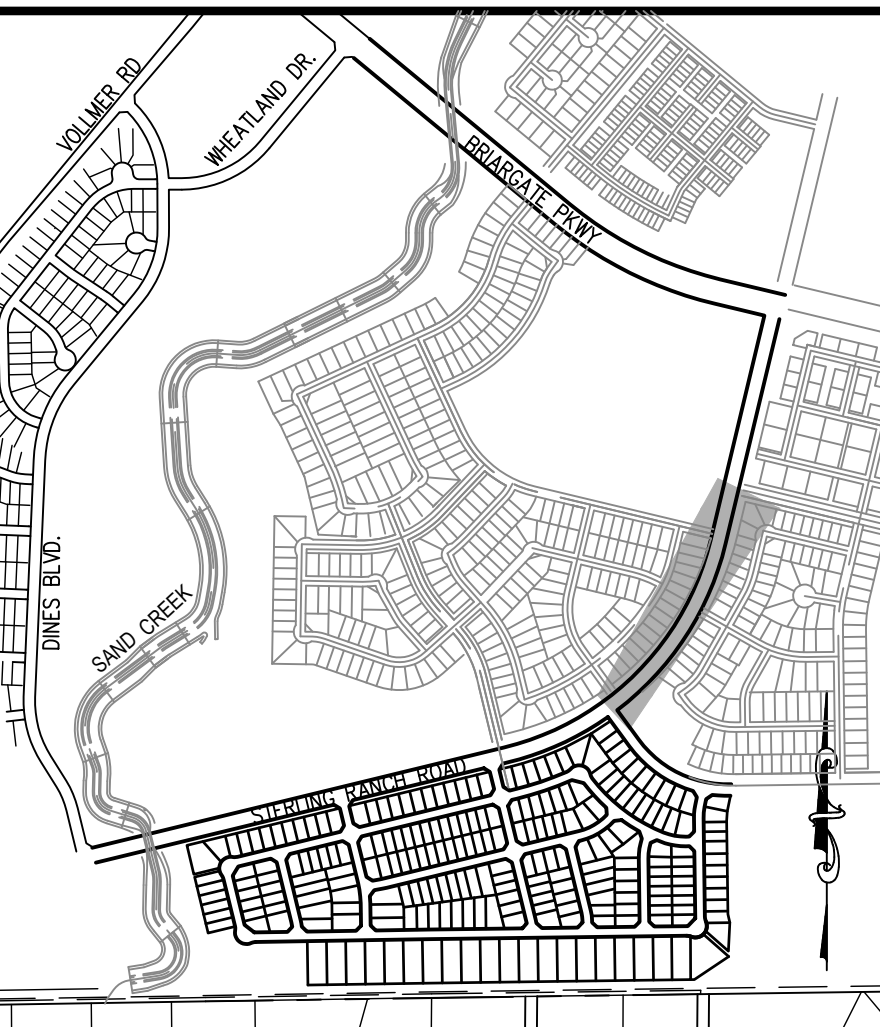 VOLLMER RD
WHEATLAND DR.
BRIARGATE PKWY
DINES BLVD.
SAND CREEK
STERLING RANCH ROAD